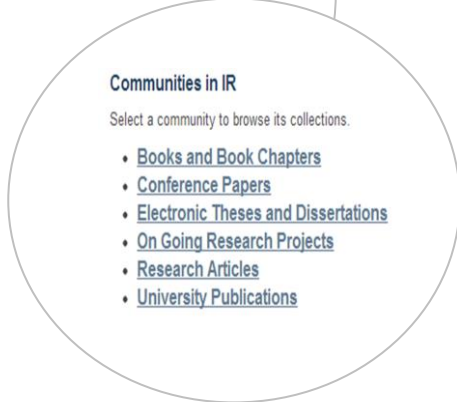 Communities in IR
Select a community to browse its collections.
• Books and Book Chapters
• Conference Papers
• Electronic Theses and Dissertations
• On Going Research Projects
• Research Articles
• University Publications